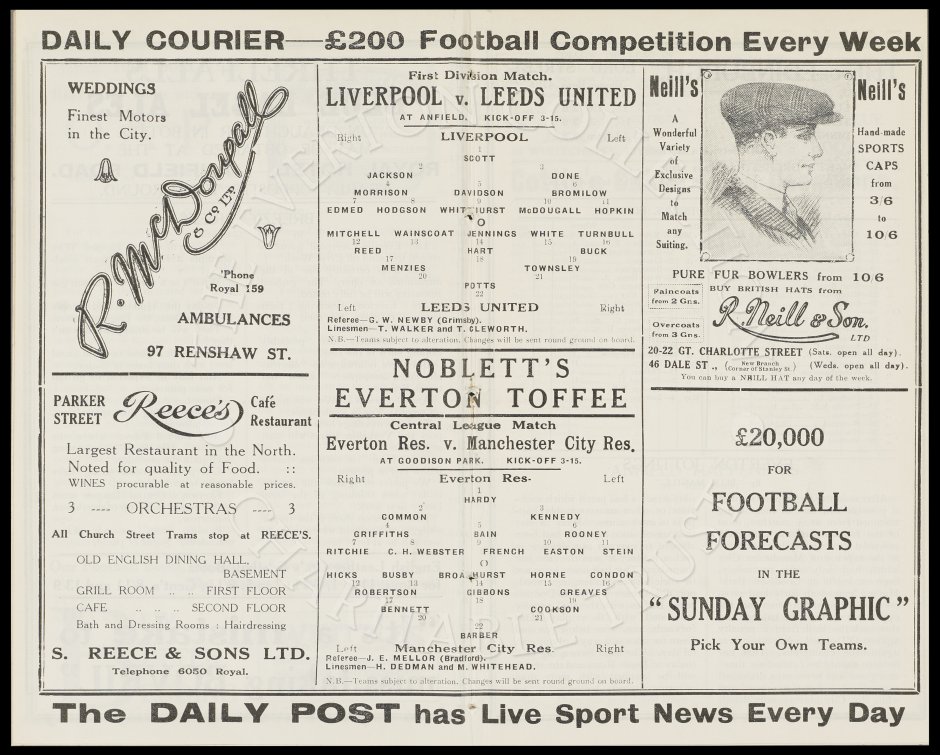 DAILY COURIER—£200 Football Competition Every Week
WEDDINGS
Finest Motors
in the City.
R. McDougall
& Co LTD
'Phone
Royal 159
AMBULANCES
97 RENSHAW ST.
PARKER STREET Reece's Café Restaurant
Largest Restaurant in the North.
Noted for quality of Food. ::
WINES procurable at reasonable prices.
3 ---- ORCHESTRAS ---- 3
All Church Street Trams stop at REECE'S.
OLD ENGLISH DINING HALL,
BASEMENT
GRILL ROOM .. .. FIRST FLOOR
CAFE .. .. .. SECOND FLOOR
Bath and Dressing Rooms : Hairdressing
S. REECE & SONS LTD.
Telephone 6050 Royal.
First Division Match.
LIVERPOOL v. LEEDS UNITED
AT ANFIELD. KICK-OFF 3-15.
Right LIVERPOOL Left
1
SCOTT
2 3
JACKSON DONE
4 5 6
MORRISON DAVIDSON BROMILOW
7 8 9 10 11
EDMED HODGSON WHITEHURST McDOUGALL HOPKIN
O
MITCHELL WAINSCOAT JENNINGS WHITE TURNBULL
12 13 14 15 16
REED HART BUCK
17 18 19
MENZIES TOWNSLEY
20 21
POTTS
22
Left LEEDS UNITED Right
Referee—G. W. NEWBY (Grimsby).
Linesmen—T. WALKER and T. CLEWORTH.
N.B.—Teams subject to alteration. Changes will be sent round ground on board.
NOBLETT'S
EVERTON TOFFEE
Central League Match
Everton Res. v. Manchester City Res.
AT GOODISON PARK. KICK-OFF 3-15.
Right Everton Res- Left
1
HARDY
2 3
COMMON KENNEDY
4 5 6
GRIFFITHS BAIN ROONEY
7 8 9 10 11
RITCHIE C. H. WEBSTER FRENCH EASTON STEIN
O
HICKS BUSBY BROADHURST HORNE CONDON
12 13 14 15 16
ROBERTSON GIBBONS GREAVES
17 18 19
BENNETT COOKSON
20 21
22
BARBER
Left Manchester City Res. Right
Referee—J. E. MELLOR (Bradford).
Linesmen—H. DEDMAN and M. WHITEHEAD.
N.B.—Teams subject to alteration. Changes will be sent round ground on board.
Neill's
A
Wonderful
Variety
of
Exclusive
Designs
to
Match
any
Suiting.
Neill's
Hand-made
SPORTS
CAPS
from
3/6
to
10 6
PURE FUR BOWLERS from 10 6
Raincoats
from 2 Gns.
BUY BRITISH HATS from
R. Neill & Son.
LTD
Overcoats
from 3 Gns.
20-22 GT. CHARLOTTE STREET (Sats. open all day).
46 DALE ST., (New Branch Corner of Stanley St) (Weds. open all day).
You can buy a NEILL HAT any day of the week.
£20,000
FOR
FOOTBALL
FORECASTS
IN THE
"SUNDAY GRAPHIC"
Pick Your Own Teams.
The DAILY POST has Live Sport News Every Day
EVERTON COLLECTION
CHARITABLE TRUST